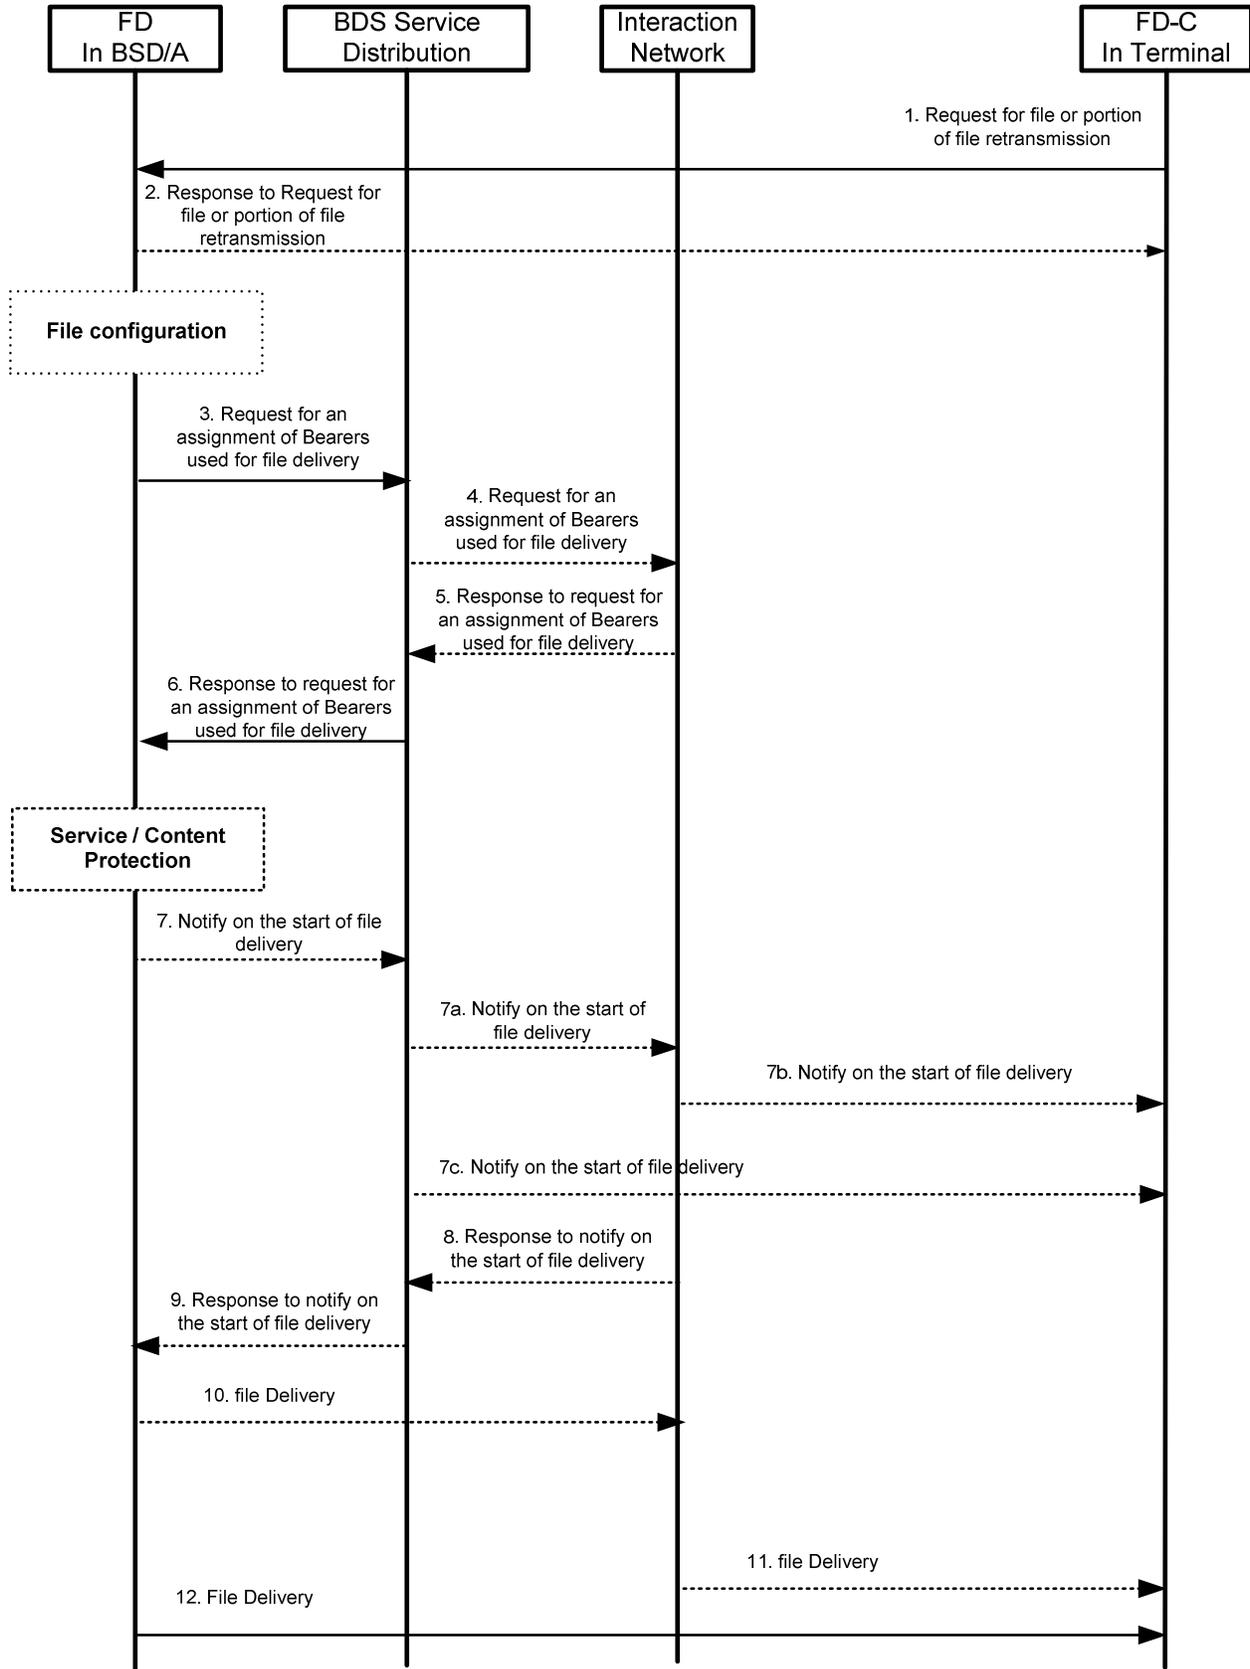 FD
In BSD/A
BDS Service
Distribution
Interaction
Network
FD-C
In Terminal
1. Request for file or portion
of file retransmission
2. Response to Request for
file or portion of file
retransmission
File configuration
3. Request for an
assignment of Bearers
used for file delivery
4. Request for an
assignment of Bearers
used for file delivery
5. Response to request for
an assignment of Bearers
used for file delivery
6. Response to request for
an assignment of Bearers
used for file delivery
Service / Content
Protection
7. Notify on the start of file
delivery
7a. Notify on the start of
file delivery
7b. Notify on the start of file delivery
7c. Notify on the start of file delivery
8. Response to notify on
the start of file delivery
9. Response to notify on
the start of file delivery
10. file Delivery
11. file Delivery
12. File Delivery